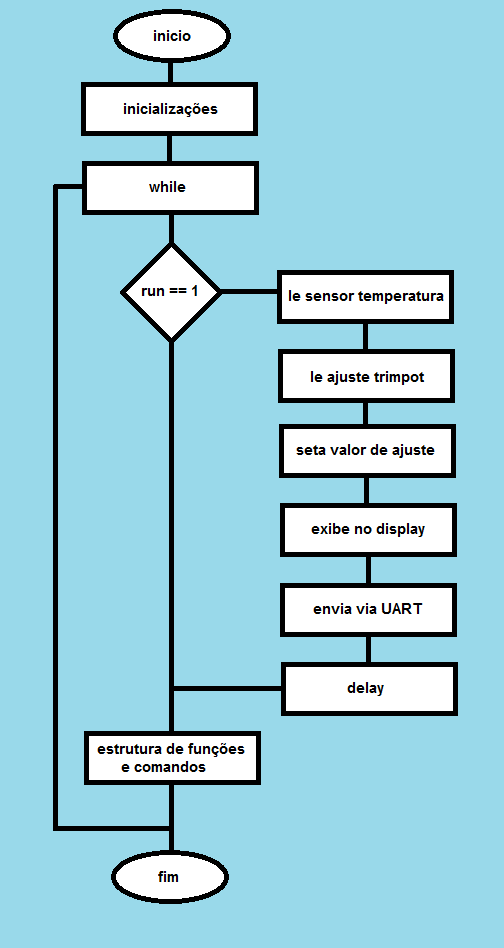 inicio
inicializações
while
run == 1
le sensor temperatura
le ajuste trimpot
seta valor de ajuste
exibe no display
envia via UART
delay
estrutura de funções
e comandos
fim